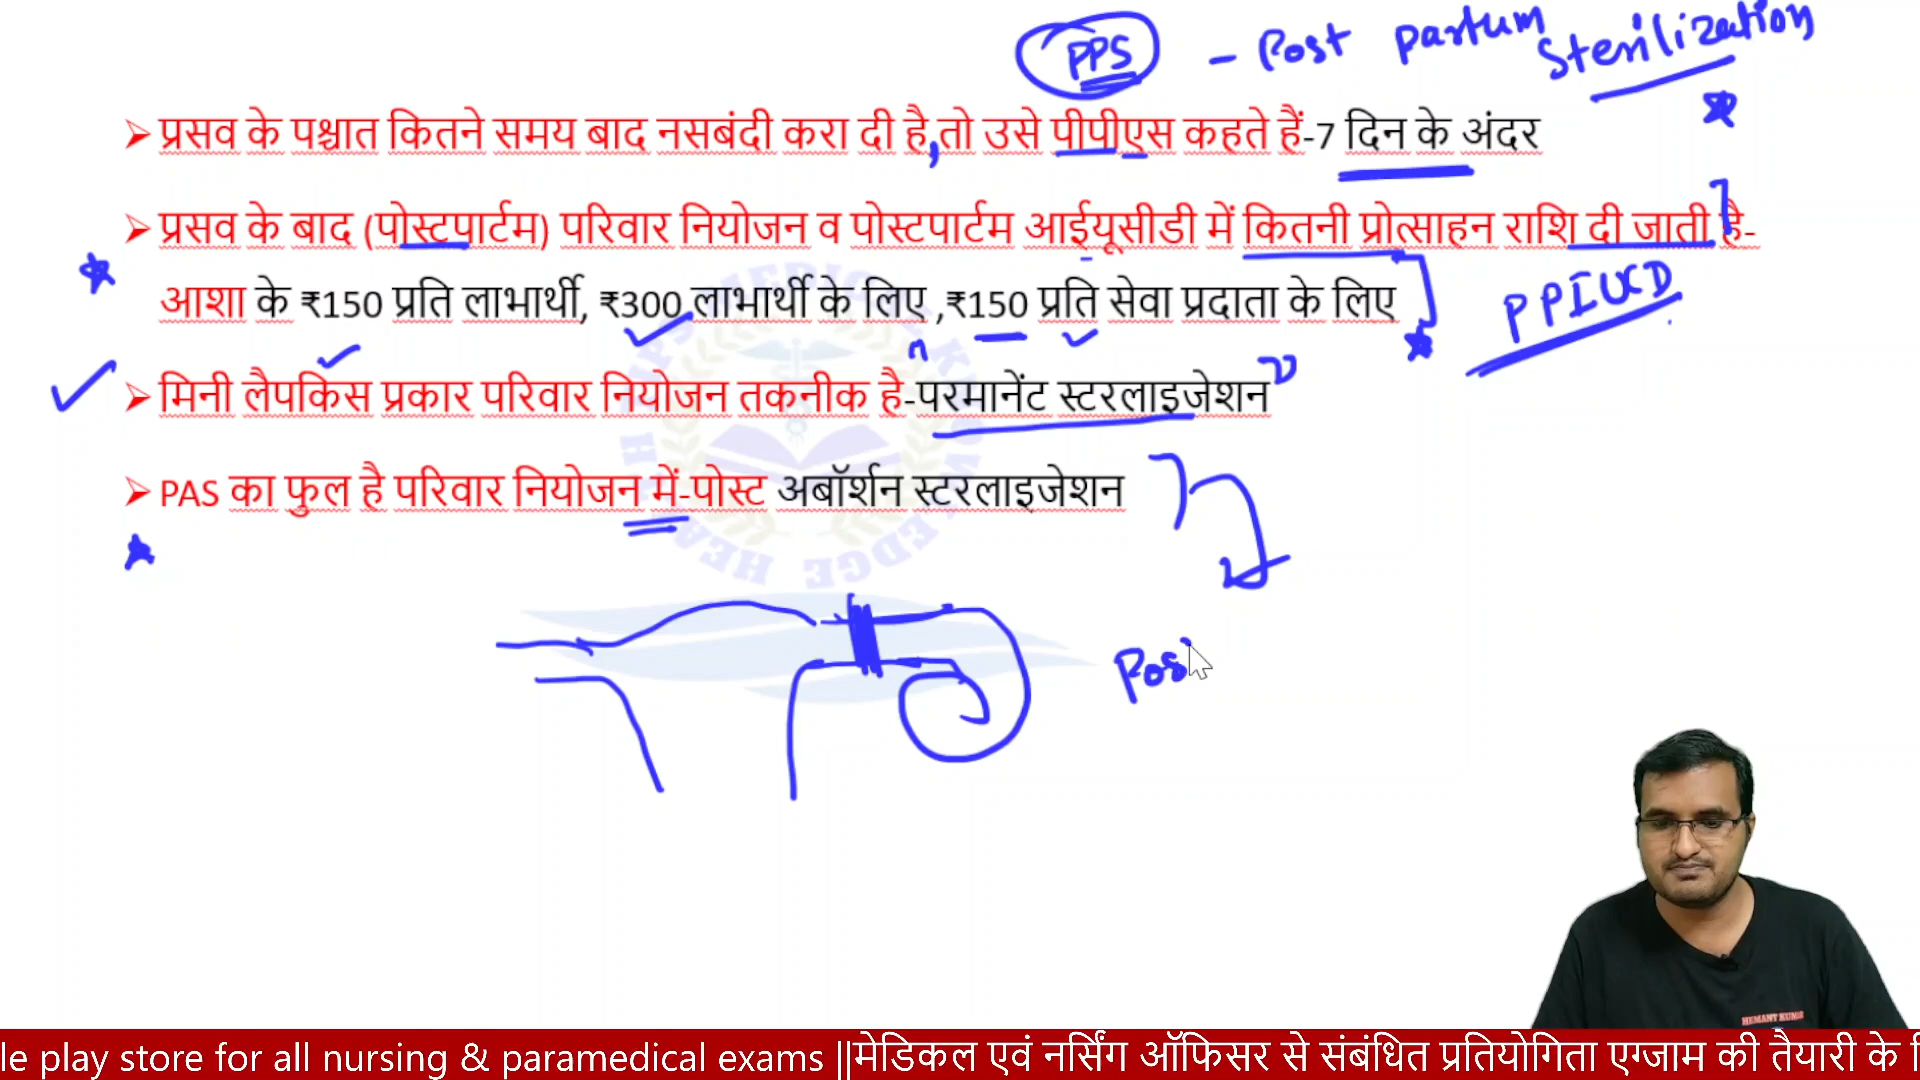 PPS - Post partum Sterilization
➢ प्रसव के पश्चात कितने समय बाद नसबंदी करा दी है,तो उसे पीपीएस कहते हैं-7 दिन के अंदर
➢ प्रसव के बाद (पोस्टपार्टम) परिवार नियोजन व पोस्टपार्टम आईयूसीडी में कितनी प्रोत्साहन राशि दी जाती है-
आशा के ₹150 प्रति लाभार्थी, ₹300 लाभार्थी के लिए ,₹150 प्रति सेवा प्रदाता के लिए
PPIUCD
➢ मिनी लैपकिस प्रकार परिवार नियोजन तकनीक है-परमानेंट स्टरलाइजेशन
➢ PAS का फुल है परिवार नियोजन में-पोस्ट अबॉर्शन स्टरलाइजेशन
Pos
HEMANT KUMAR
le play store for all nursing & paramedical exams ||मेडिकल एवं नर्सिंग ऑफिसर से संबंधित प्रतियोगिता एग्जाम की तैयारी के